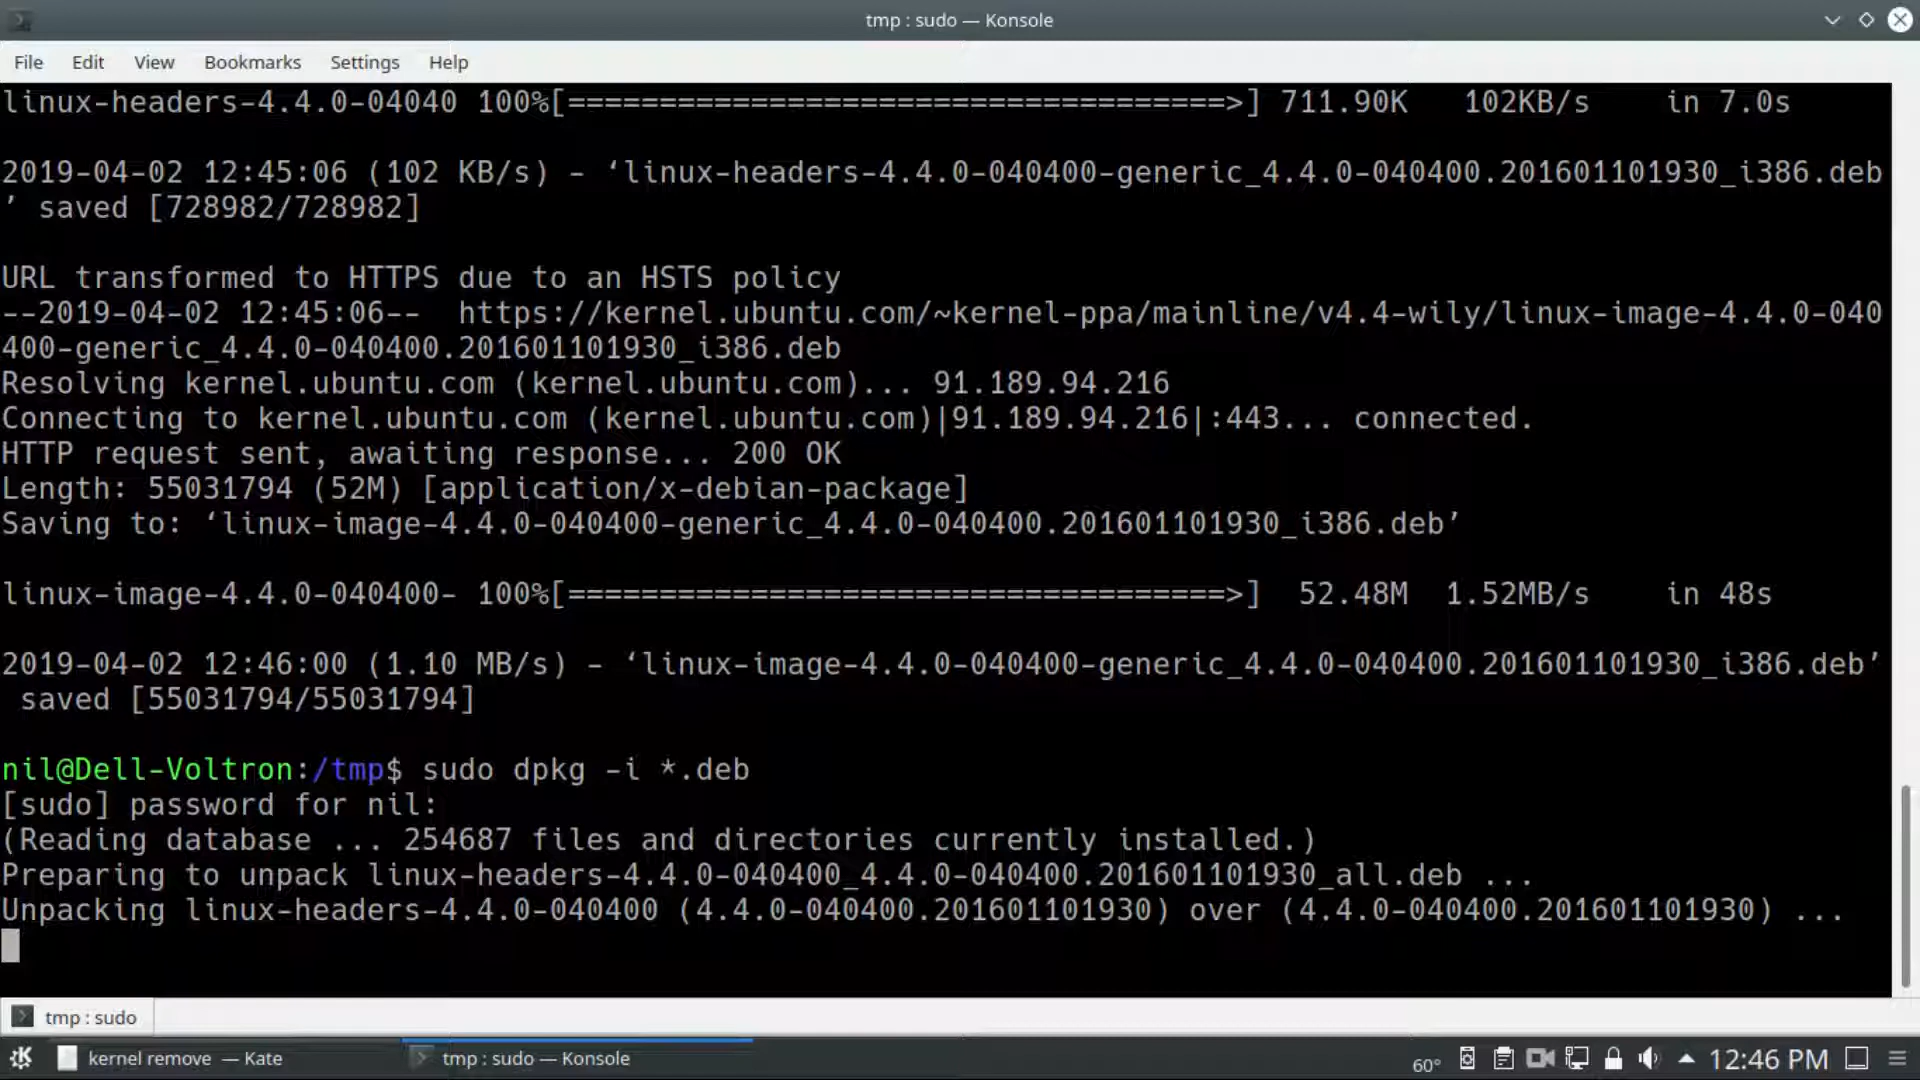 tmp : sudo — Konsole
File Edit View Bookmarks Settings Help
linux-headers-4.4.0-04040 100%[====================================>] 711.90K 102KB/s in 7.0s
2019-04-02 12:45:06 (102 KB/s) - ‘linux-headers-4.4.0-040400-generic_4.4.0-040400.201601101930_i386.deb
’ saved [728982/728982]
URL transformed to HTTPS due to an HSTS policy
--2019-04-02 12:45:06-- https://kernel.ubuntu.com/~kernel-ppa/mainline/v4.4-wily/linux-image-4.4.0-040
400-generic_4.4.0-040400.201601101930_i386.deb
Resolving kernel.ubuntu.com (kernel.ubuntu.com)... 91.189.94.216
Connecting to kernel.ubuntu.com (kernel.ubuntu.com)|91.189.94.216|:443... connected.
HTTP request sent, awaiting response... 200 OK
Length: 55031794 (52M) [application/x-debian-package]
Saving to: ‘linux-image-4.4.0-040400-generic_4.4.0-040400.201601101930_i386.deb’
linux-image-4.4.0-040400- 100%[====================================>] 52.48M 1.52MB/s in 48s
2019-04-02 12:46:00 (1.10 MB/s) - ‘linux-image-4.4.0-040400-generic_4.4.0-040400.201601101930_i386.deb’
saved [55031794/55031794]
nil@Dell-Voltron:/tmp$ sudo dpkg -i *.deb
[sudo] password for nil:
(Reading database ... 254687 files and directories currently installed.)
Preparing to unpack linux-headers-4.4.0-040400_4.4.0-040400.201601101930_all.deb ...
Unpacking linux-headers-4.4.0-040400 (4.4.0-040400.201601101930) over (4.4.0-040400.201601101930) ...
tmp : sudo
kernel remove — Kate tmp : sudo — Konsole 60° 12:46 PM